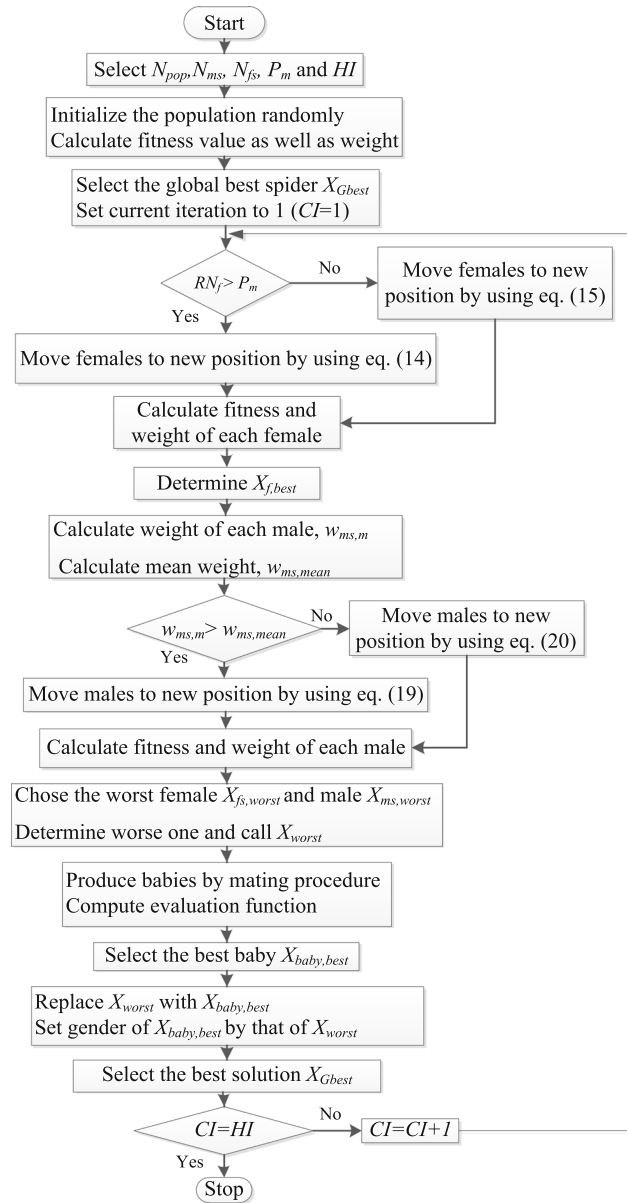 Start
Select N_pop,N_ms, N_fs, P_m and HI
Initialize the population randomly
Calculate fitness value as well as weight
Select the global best spider X_Gbest
Set current iteration to 1 (CI=1)
RN_f> P_m
No
Move females to new
position by using eq. (15)
Yes
Move females to new position by using eq. (14)
Calculate fitness and
weight of each female
Determine X_f,best
Calculate weight of each male, w_ms,m
Calculate mean weight, w_ms,mean
w_ms,m> w_ms,mean
No
Move males to new
position by using eq. (20)
Yes
Move males to new position by using eq. (19)
Calculate fitness and weight of each male
Chose the worst female X_fs,worst and male X_ms,worst
Determine worse one and call X_worst
Produce babies by mating procedure
Compute evaluation function
Select the best baby X_baby,best
Replace X_worst with X_baby,best
Set gender of X_baby,best by that of X_worst
Select the best solution X_Gbest
CI=HI
No
CI=CI+1
Yes
Stop